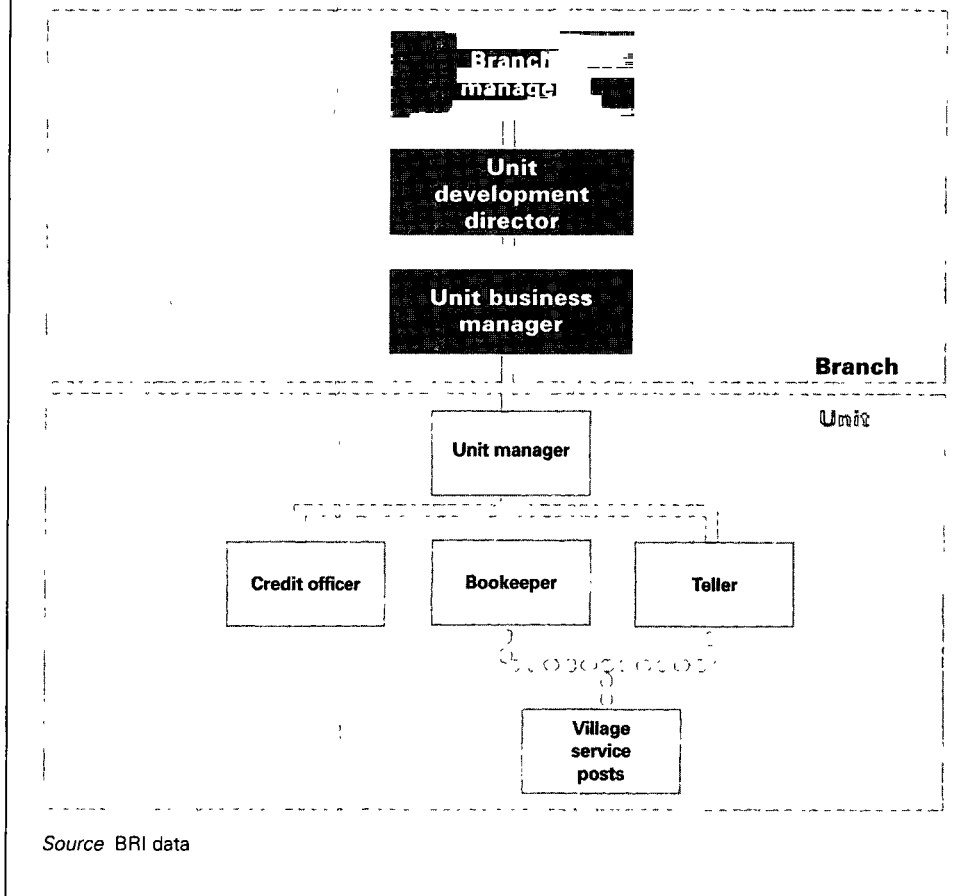 Branch
manage
Unit
development
director
Unit business
manager
Branch
Unit
Unit manager
Credit officer
Bookeeper
Teller
Village
service
posts
Source BRI data